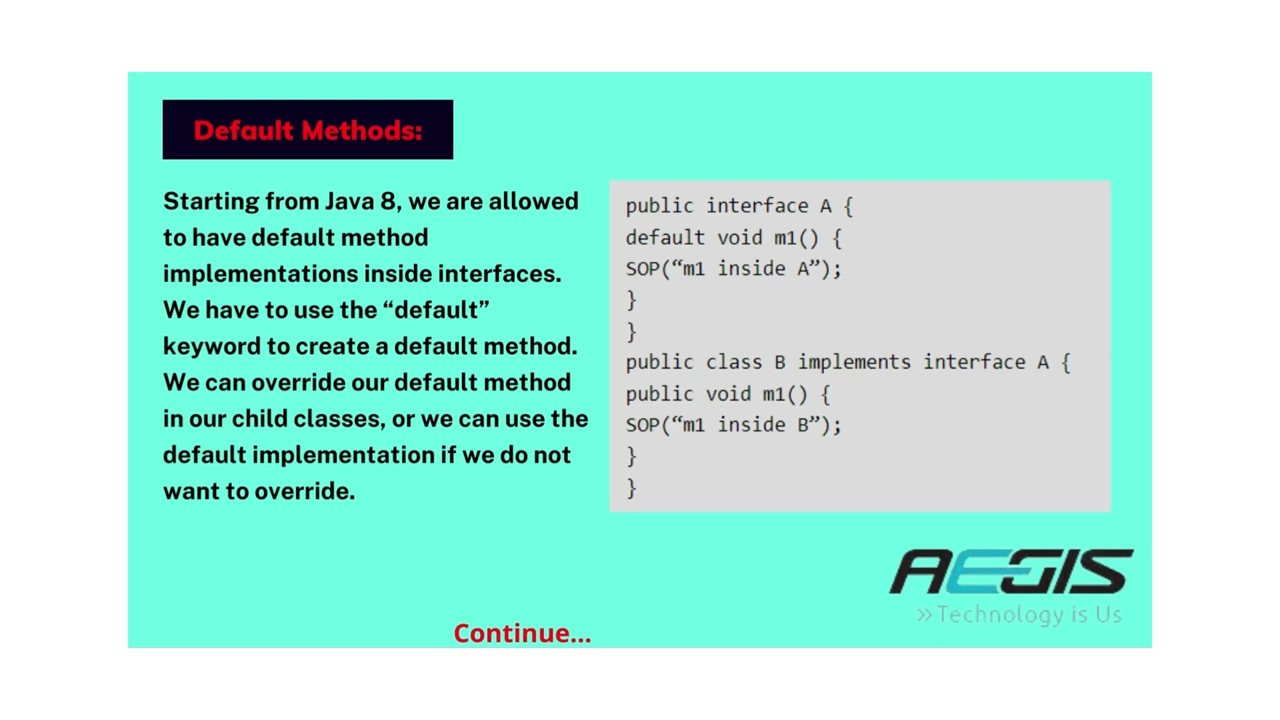 Default Methods:
Starting from Java 8, we are allowed
to have default method
implementations inside interfaces.
We have to use the “default”
keyword to create a default method.
We can override our default method
in our child classes, or we can use the
default implementation if we do not
want to override.
public interface A {
default void m1() {
SOP(“m1 inside A”);
}
}
public class B implements interface A {
public void m1() {
SOP(“m1 inside B”);
}
}
AEGIS
»Technology is Us
Continue...